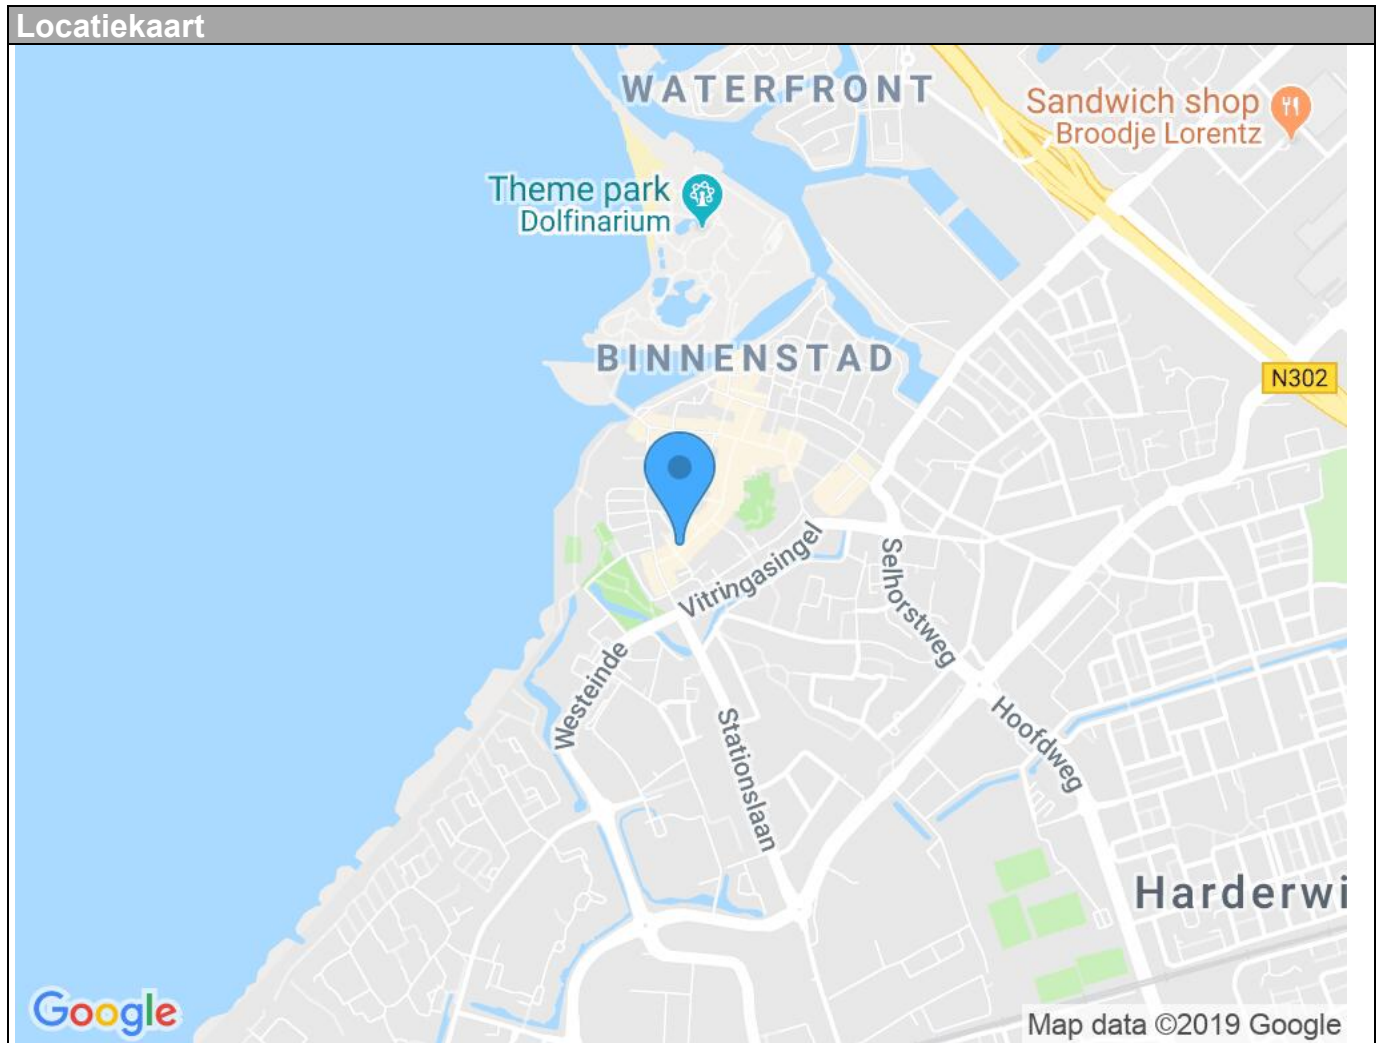 Locatiekaart
WATERFRONT
Sandwich shop
Broodje Lorentz
Theme park
Dolfinarium
BINNENSTAD
N302
Vitringasingel
Selhorstweg
Westeinde
Stationslaan
Hoofdweg
Harderwi
Google
Map data ©2019 Google